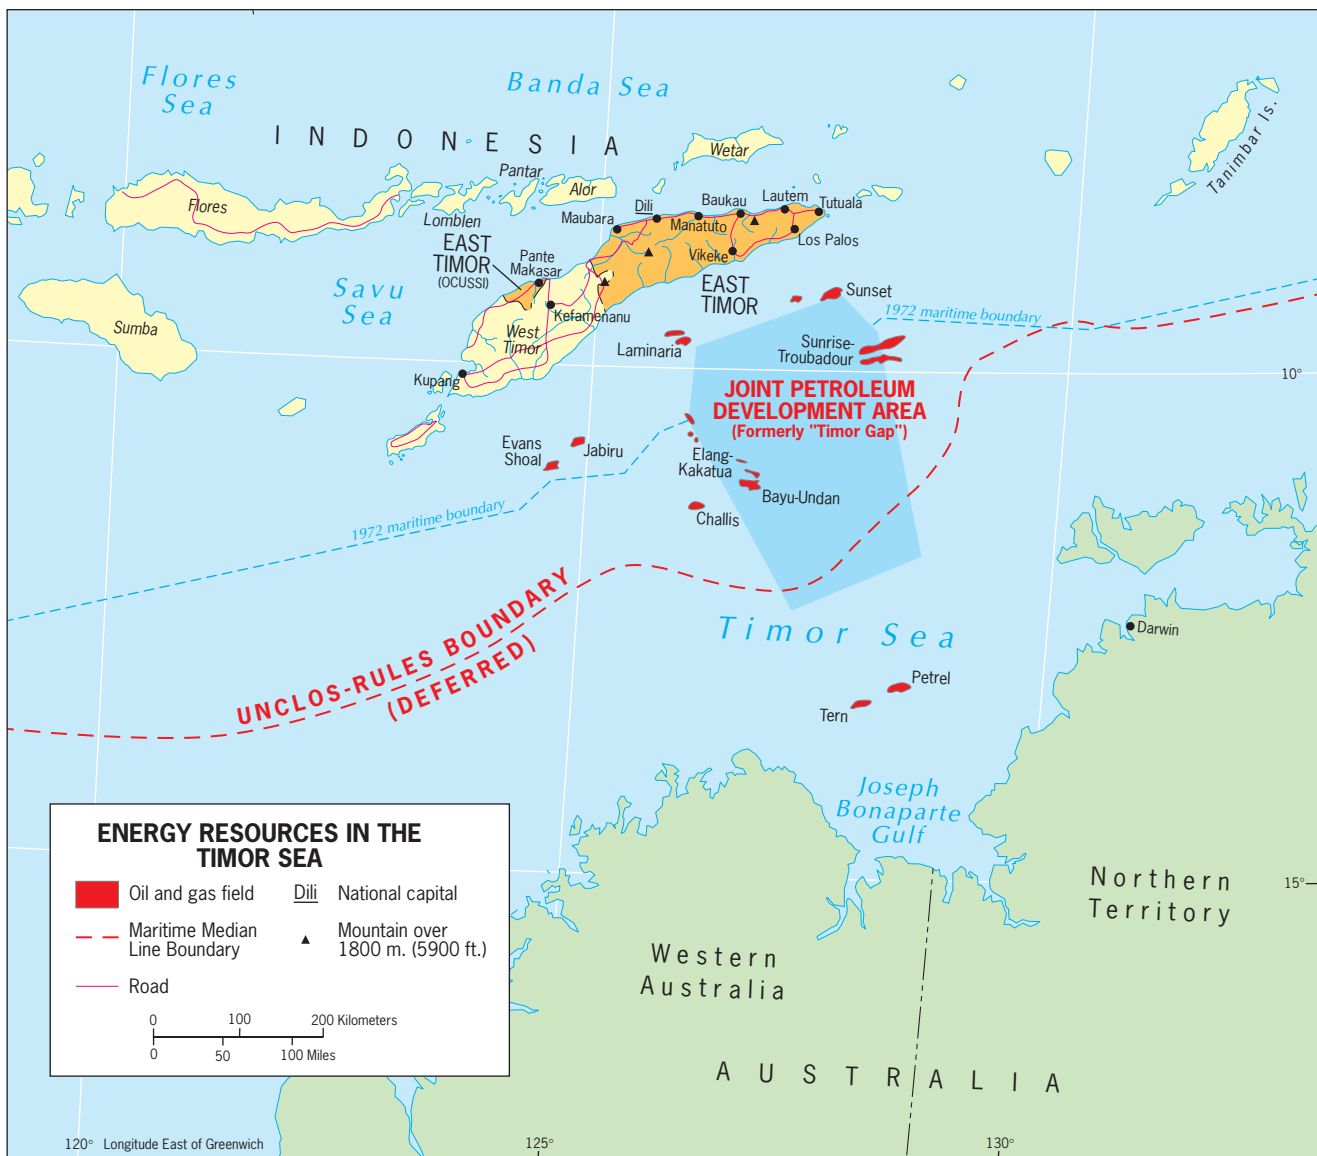 Flores
Sea
Banda Sea
INDONESIA
Tanimbar Is.
Wetar
Pantar
Alor
Flores
Lomblen
Dili
Baukau
Lautem
Tutuala
Maubara
Manatuto
Los Palos
Vikeke
EAST
TIMOR
(OCUSSI)
Pante
Makasar
EAST
TIMOR
Savu
Sea
Sumba
Kefamenanu
West
Timor
Kupang
Sunset
1972 maritime boundary
Laminaria
Sunrise-
Troubadour
10°
JOINT PETROLEUM
DEVELOPMENT AREA
(Formerly "Timor Gap")
Evans
Shoal
Jabiru
Elang-
Kakatua
Bayu-Undan
Challis
1972 maritime boundary
UNCLOS-RULES BOUNDARY
(DEFERRED)
Timor Sea
Darwin
Petrel
Tern
Joseph
Bonaparte
Gulf
Northern
Territory
15°
Western
Australia
AUSTRALIA
ENERGY RESOURCES IN THE
TIMOR SEA
Oil and gas field
Dili
National capital
Maritime Median
Line Boundary
Mountain over
1800 m. (5900 ft.)
Road
0 100 200 Kilometers
0 50 100 Miles
120° Longitude East of Greenwich
125°
130°